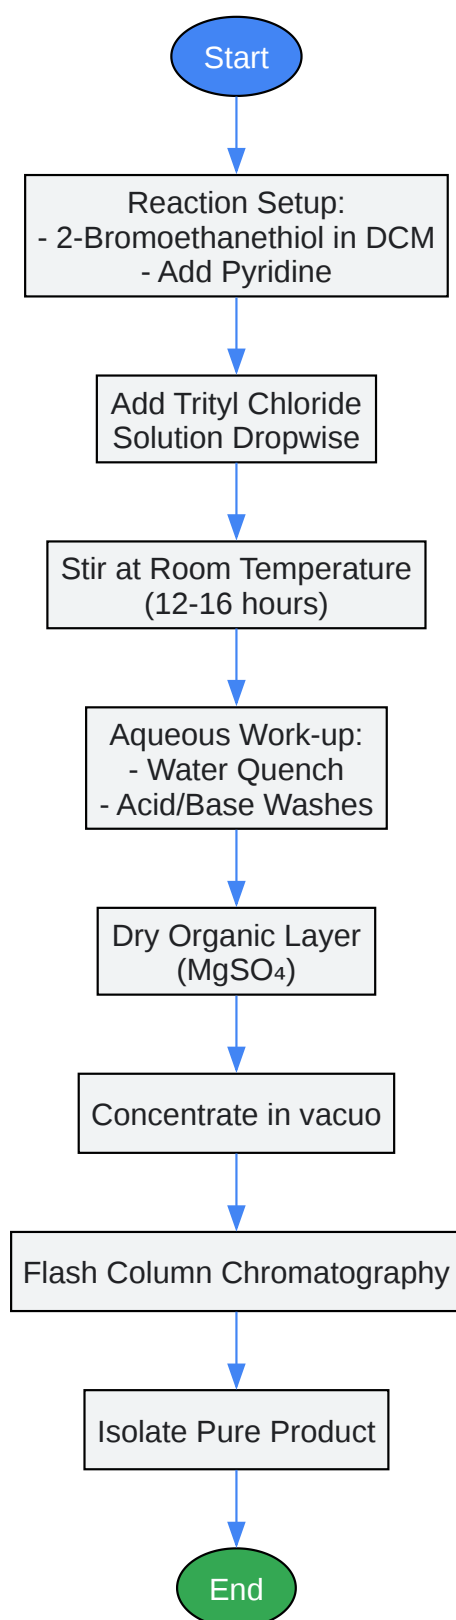 Start
Reaction Setup:
- 2-Bromoethanethiol in DCM
- Add Pyridine
Add Trityl Chloride
Solution Dropwise
Stir at Room Temperature
(12-16 hours)
Aqueous Work-up:
- Water Quench
- Acid/Base Washes
Dry Organic Layer
(MgSO₄)
Concentrate in vacuo
Flash Column Chromatography
Isolate Pure Product
End